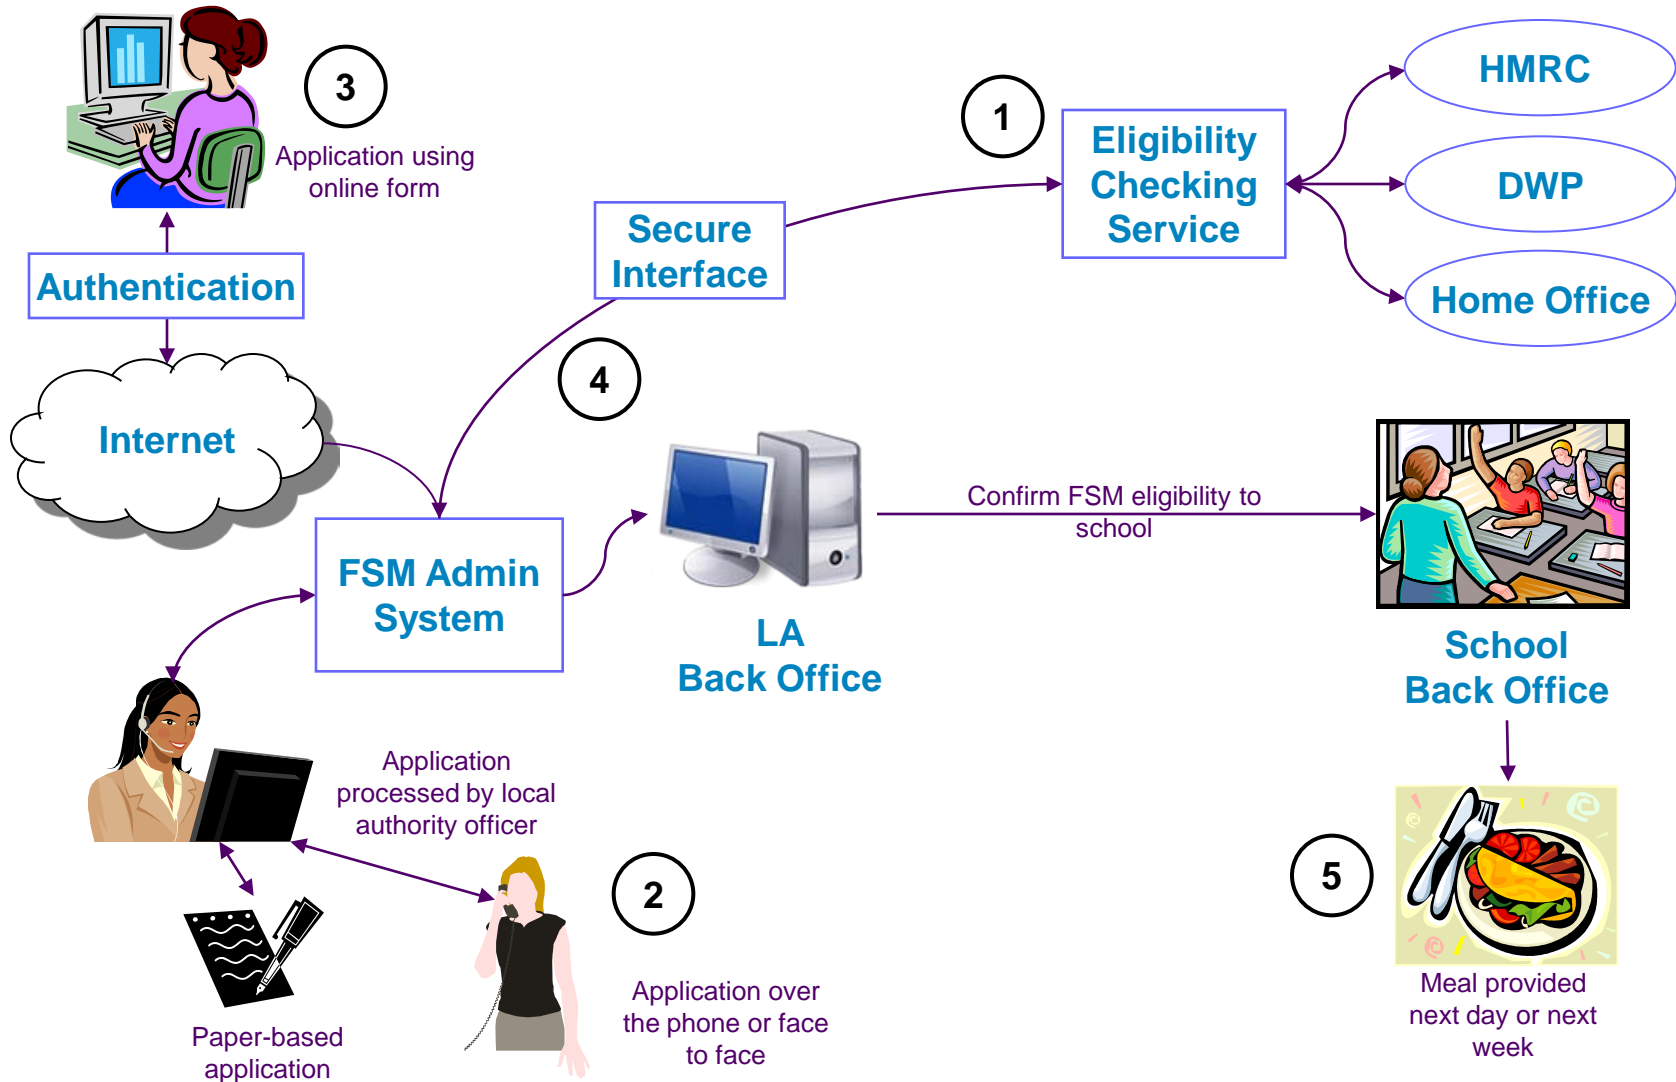 3
Application using
online form
Authentication
Internet
1
Eligibility
Checking
Service
HMRC
DWP
Home Office
Secure
Interface
4
FSM Admin
System
LA
Back Office
Confirm FSM eligibility to
school
School
Back Office
Application
processed by local
authority officer
2
Application over
the phone or face
to face
Paper-based
application
5
Meal provided
next day or next
week